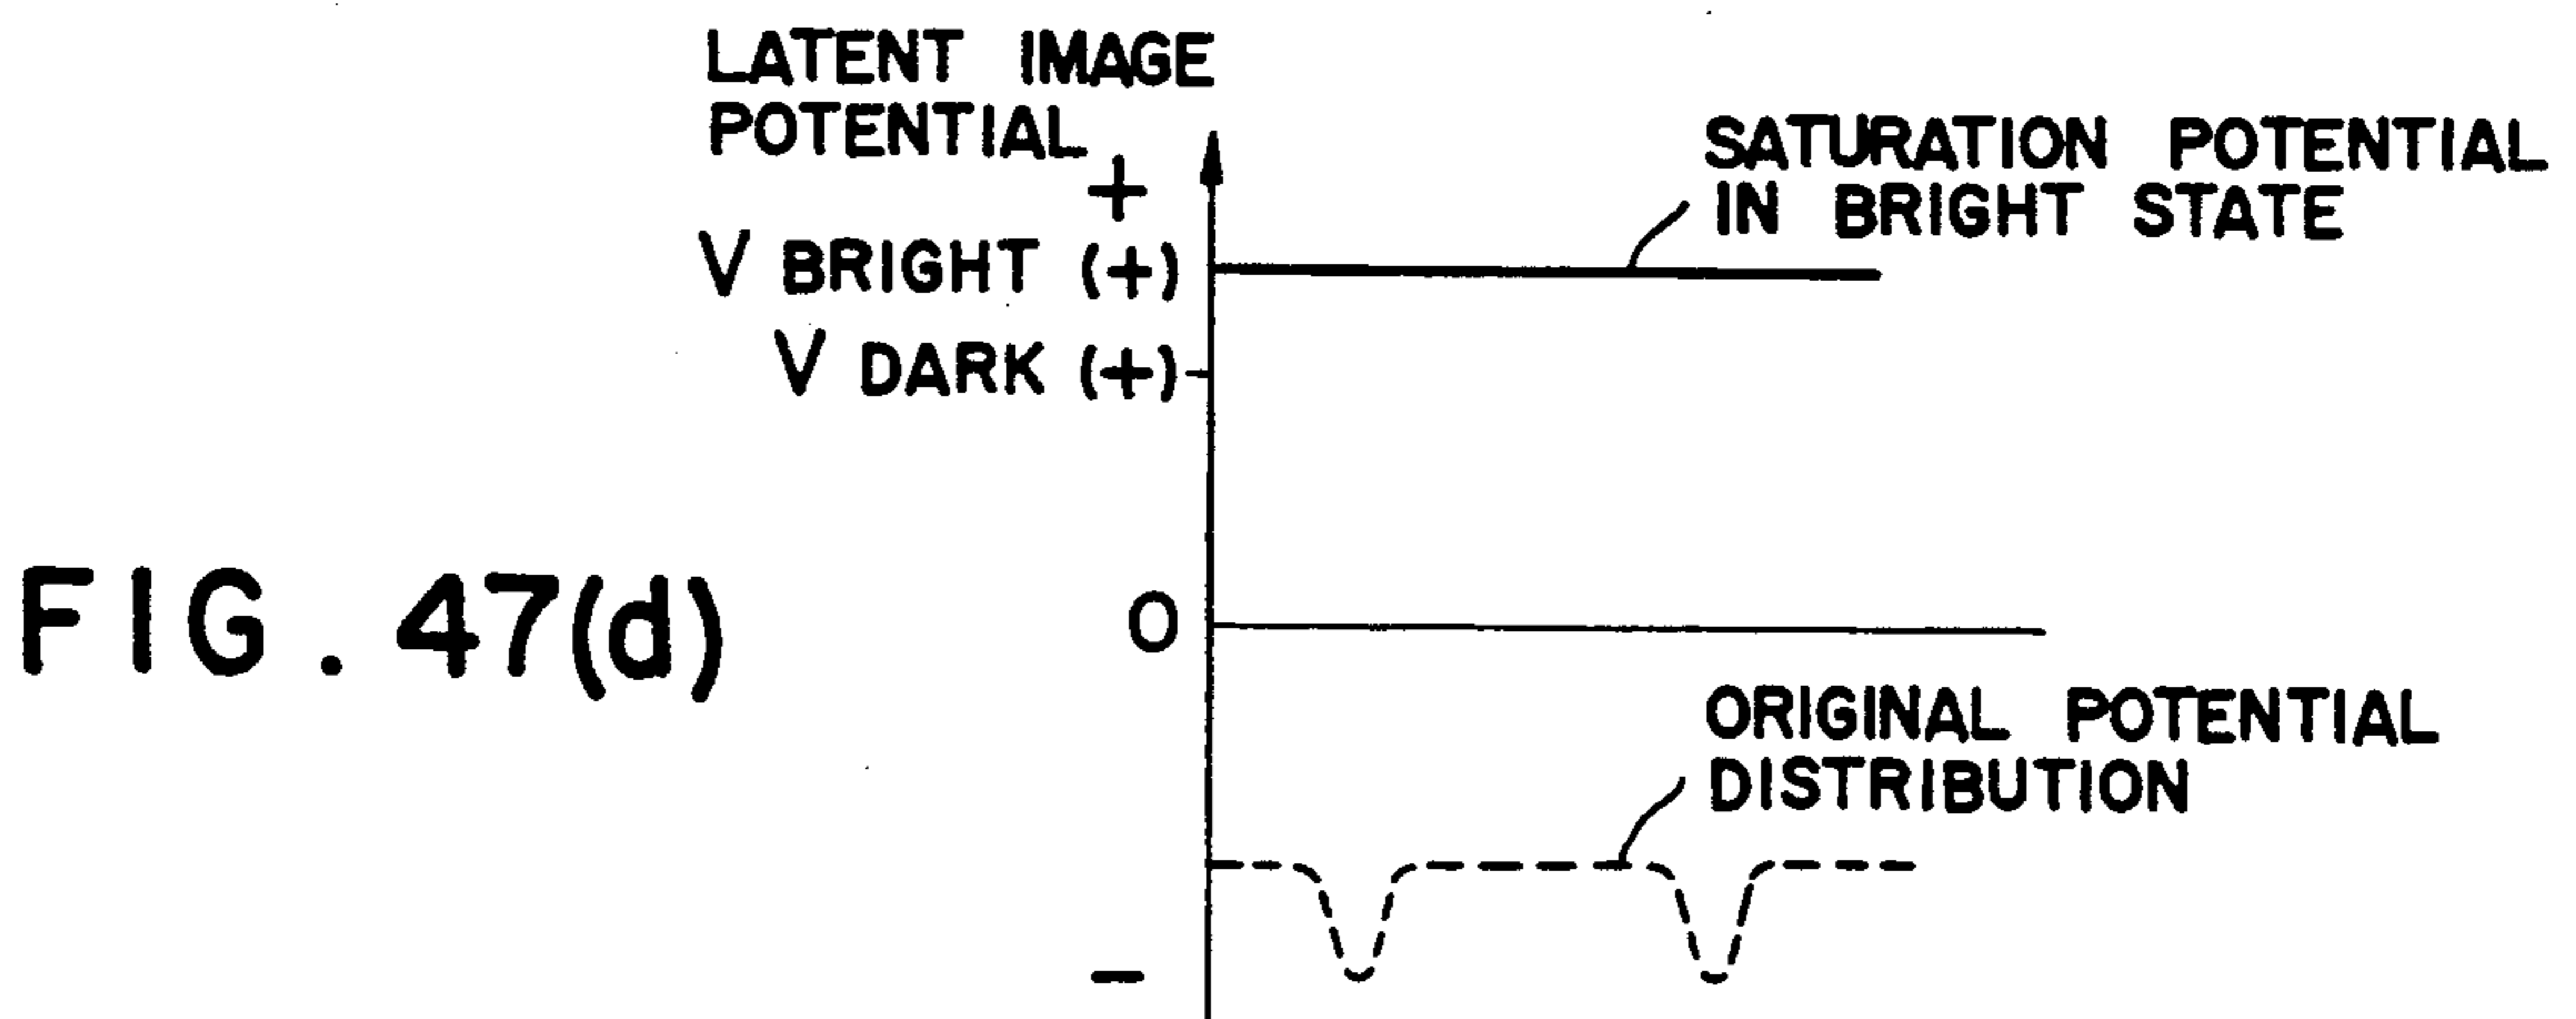 LATENT IMAGE
POTENTIAL
+
SATURATION POTENTIAL
IN BRIGHT STATE
V BRIGHT (+)
V DARK (+)
0
FIG. 47(d)
ORIGINAL POTENTIAL
DISTRIBUTION
-